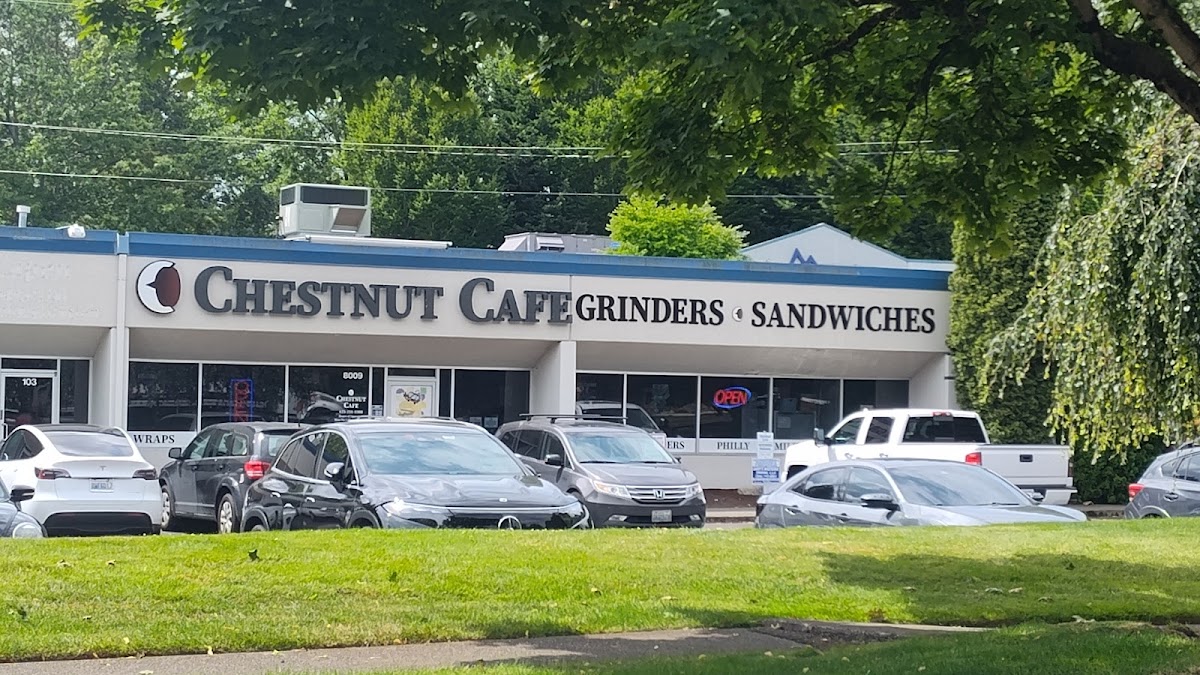 CHESTNUT CAFE GRINDERS • SANDWICHES
103
8009
CHESTNUT
CAFE
OPEN
WRAPS
PHILLY